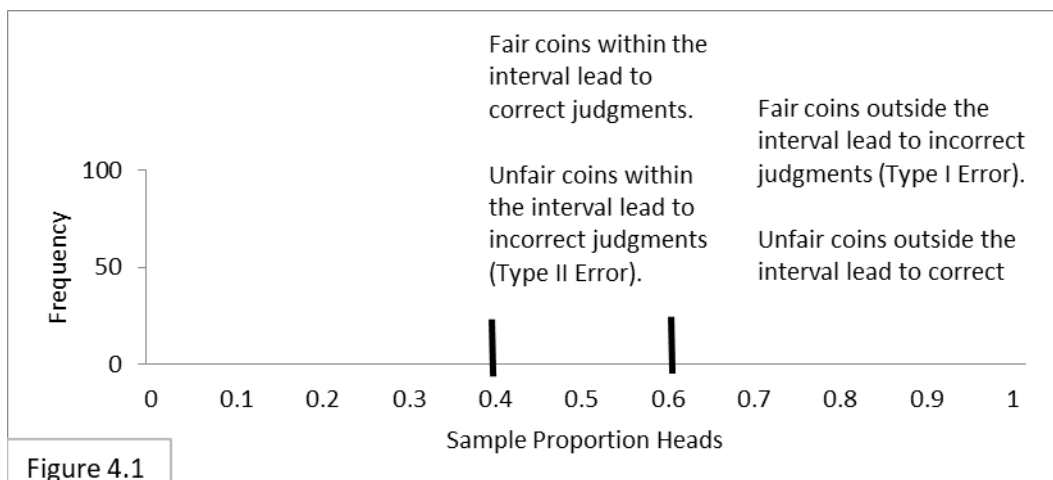 Fair coins within the
interval lead to
correct judgments.
Unfair coins within
the interval lead to
incorrect judgments
(Type II Error).
Fair coins outside the
interval lead to incorrect
judgments (Type I Error).
Unfair coins outside the
interval lead to correct
Frequency
100
50
0
0 0.1 0.2 0.3 0.4 0.5 0.6 0.7 0.8 0.9 1
Sample Proportion Heads
Figure 4.1